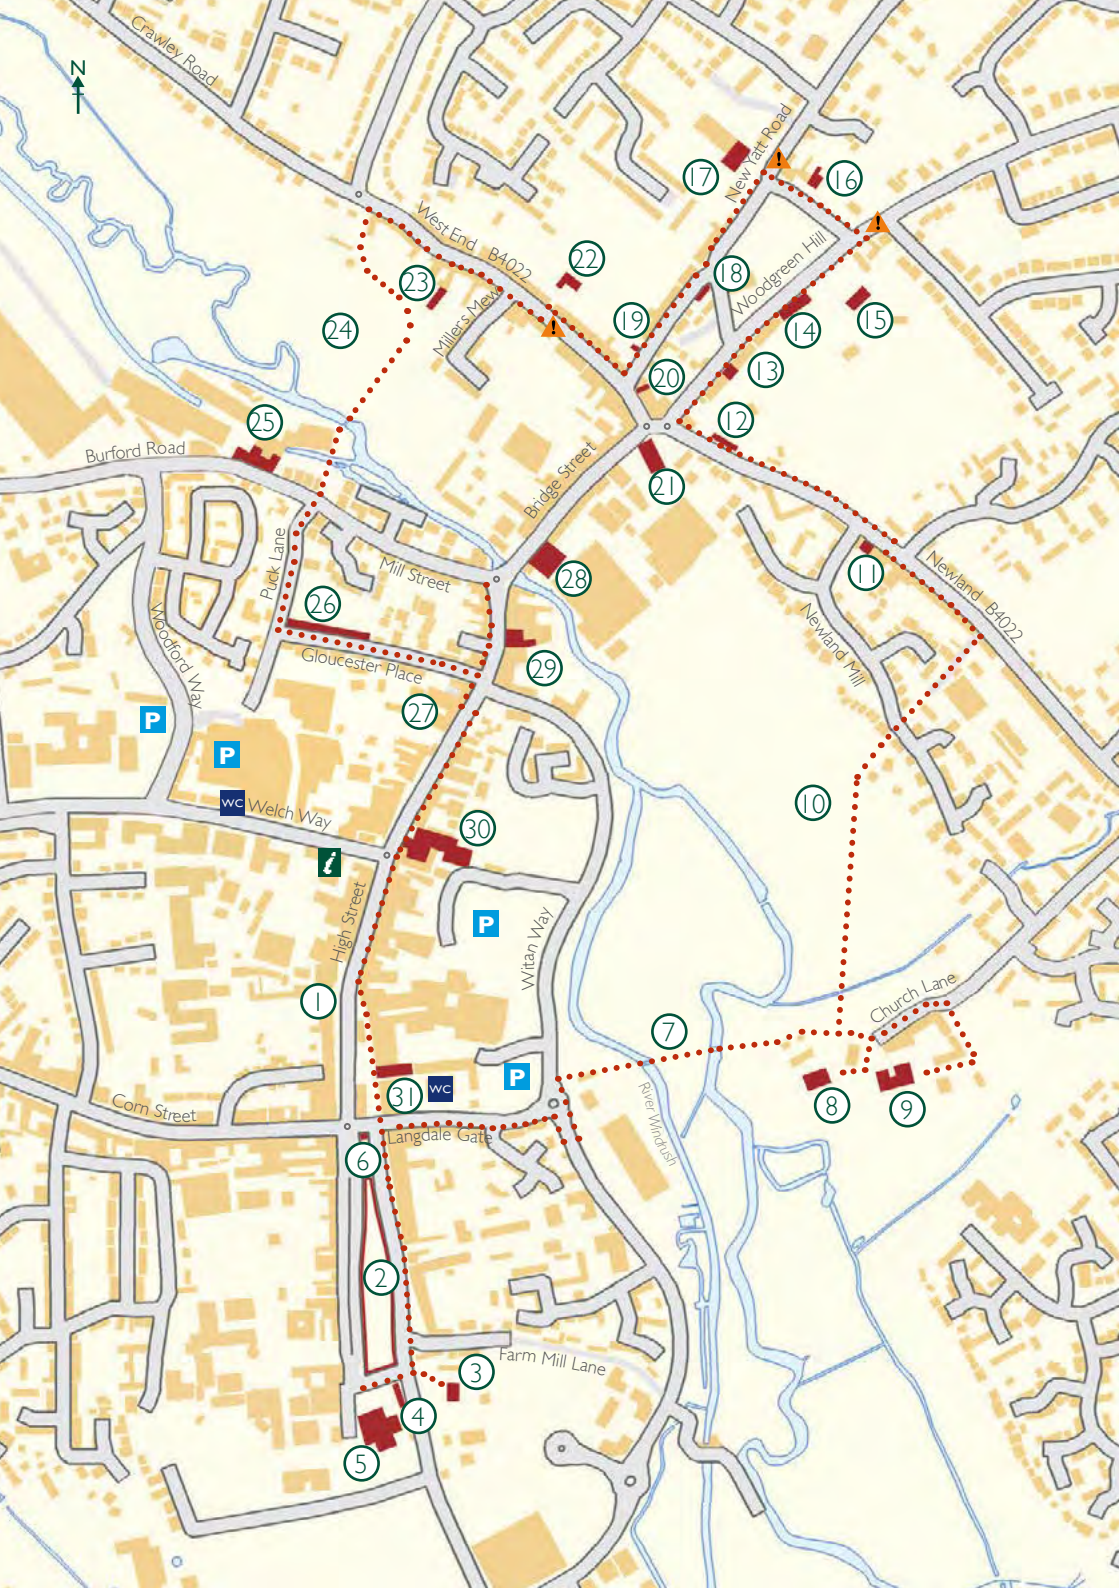 Crawley Road
N
New Yatt Road
!
17
16
West End B4022
!
22
18
Woodgreen Hill
23
15
Millers Mews
19
14
24
!
13
20
12
25
Burford Road
21
Bridge Street
Puck Lane
Mill Street
28
11
Newland B4022
26
Woodford Way
Newland Mill
Gloucester Place
29
27
P
P
WC
Welch Way
10
30
i
High Street
P
Witan Way
1
Church Lane
7
P
WC
31
8
9
Corn Street
River Windrush
Langdale Gate
6
2
Farm Mill Lane
3
4
5